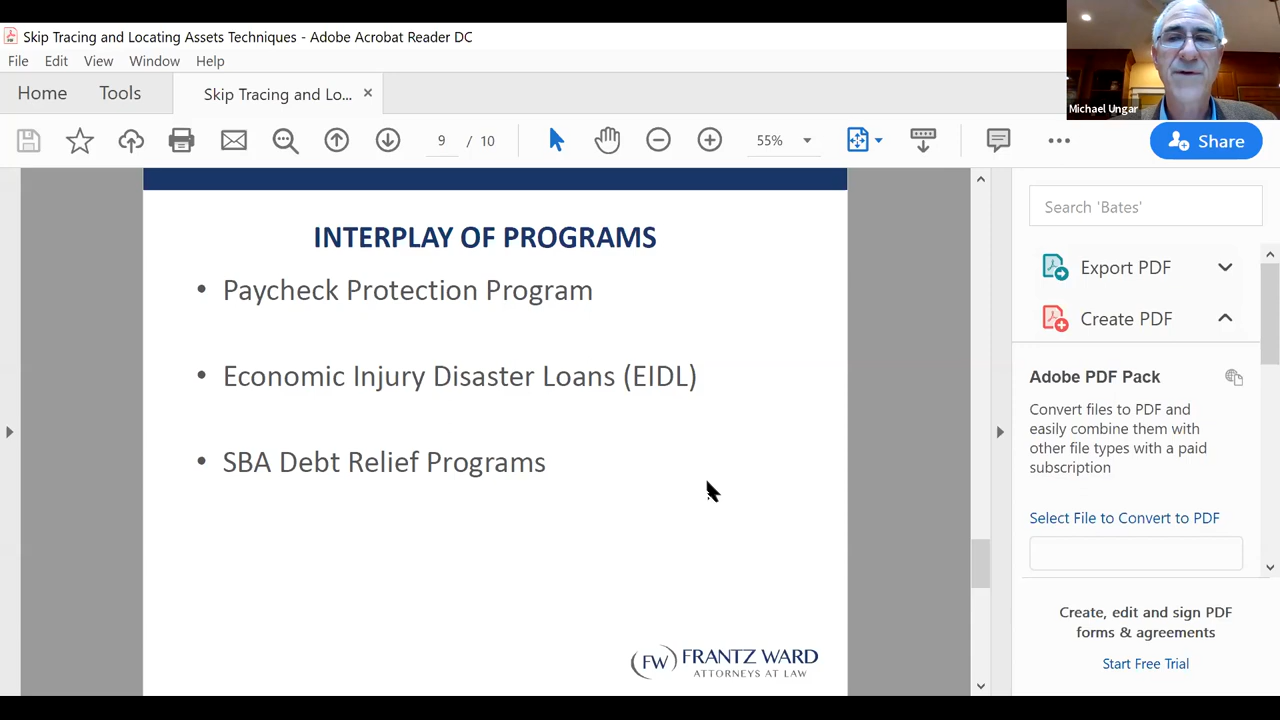 Skip Tracing and Locating Assets Techniques - Adobe Acrobat Reader DC
File Edit View Window Help
Home Tools Skip Tracing and Lo... ×
9 / 10 55% Share
Michael Ungar
INTERPLAY OF PROGRAMS
• Paycheck Protection Program
• Economic Injury Disaster Loans (EIDL)
• SBA Debt Relief Programs
FW FRANTZ WARD
ATTORNEYS AT LAW
Search 'Bates'
Export PDF
Create PDF
Adobe PDF Pack
Convert files to PDF and
easily combine them with
other file types with a paid
subscription
Select File to Convert to PDF
Create, edit and sign PDF
forms & agreements
Start Free Trial